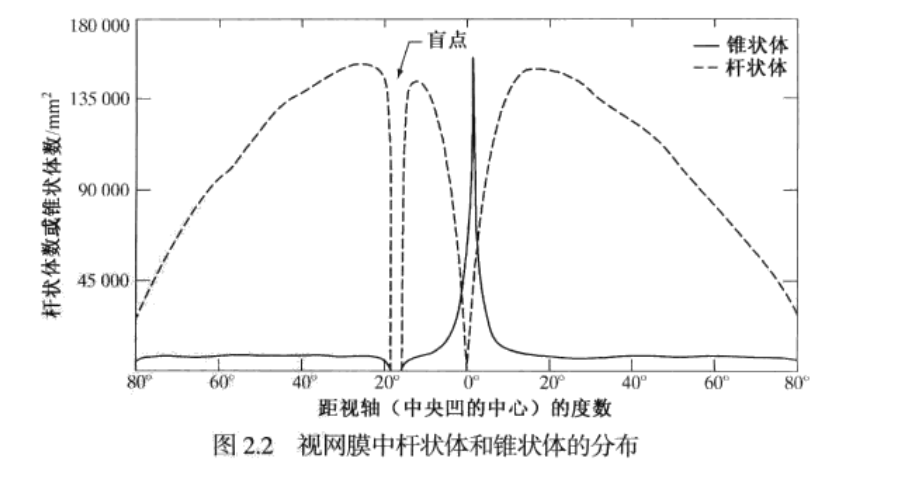 180 000
135 000
90 000
45 000
杆状体数或锥状体数/mm²
盲点
锥状体
杆状体
80° 60° 40° 20° 0° 20° 40° 60° 80°
距视轴（中央凹的中心）的度数
图 2.2 视网膜中杆状体和锥状体的分布